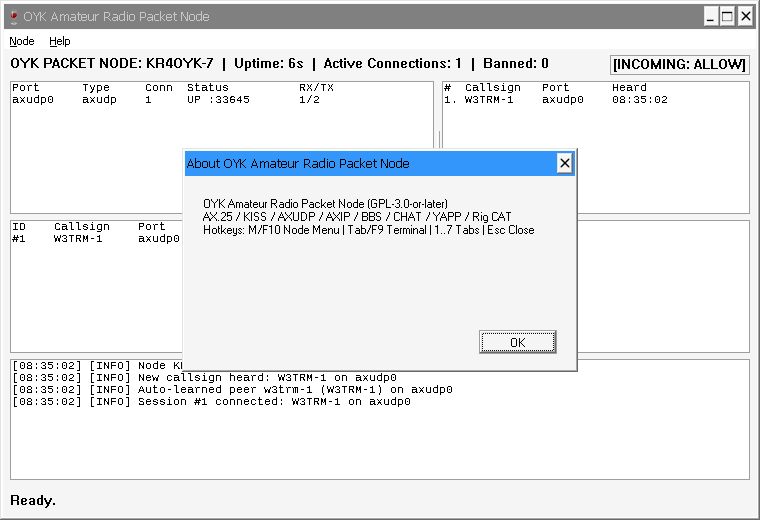 OYK Amateur Radio Packet Node
Node Help
OYK PACKET NODE: KR4OYK-7 | Uptime: 6s | Active Connections: 1 | Banned: 0 [INCOMING: ALLOW]
Port Type Conn Status RX/TX
axudp0 axudp 1 UP :33645 1/2
# Callsign Port Heard
1. W3TRM-1 axudp0 08:35:02
About OYK Amateur Radio Packet Node
OYK Amateur Radio Packet Node (GPL-3.0-or-later)
AX.25 / KISS / AXUDP / AXIP / BBS / CHAT / YAPP / Rig CAT
Hotkeys: M/F10 Node Menu | Tab/F9 Terminal | 1..7 Tabs | Esc Close
OK
ID Callsign Port
#1 W3TRM-1 axudp0
[08:35:02] [INFO] Node
[08:35:02] [INFO] New callsign heard: W3TRM-1 on axudp0
[08:35:02] [INFO] Auto-learned peer w3trm-1 (W3TRM-1) on axudp0
[08:35:02] [INFO] Session #1 connected: W3TRM-1 on axudp0
Ready.